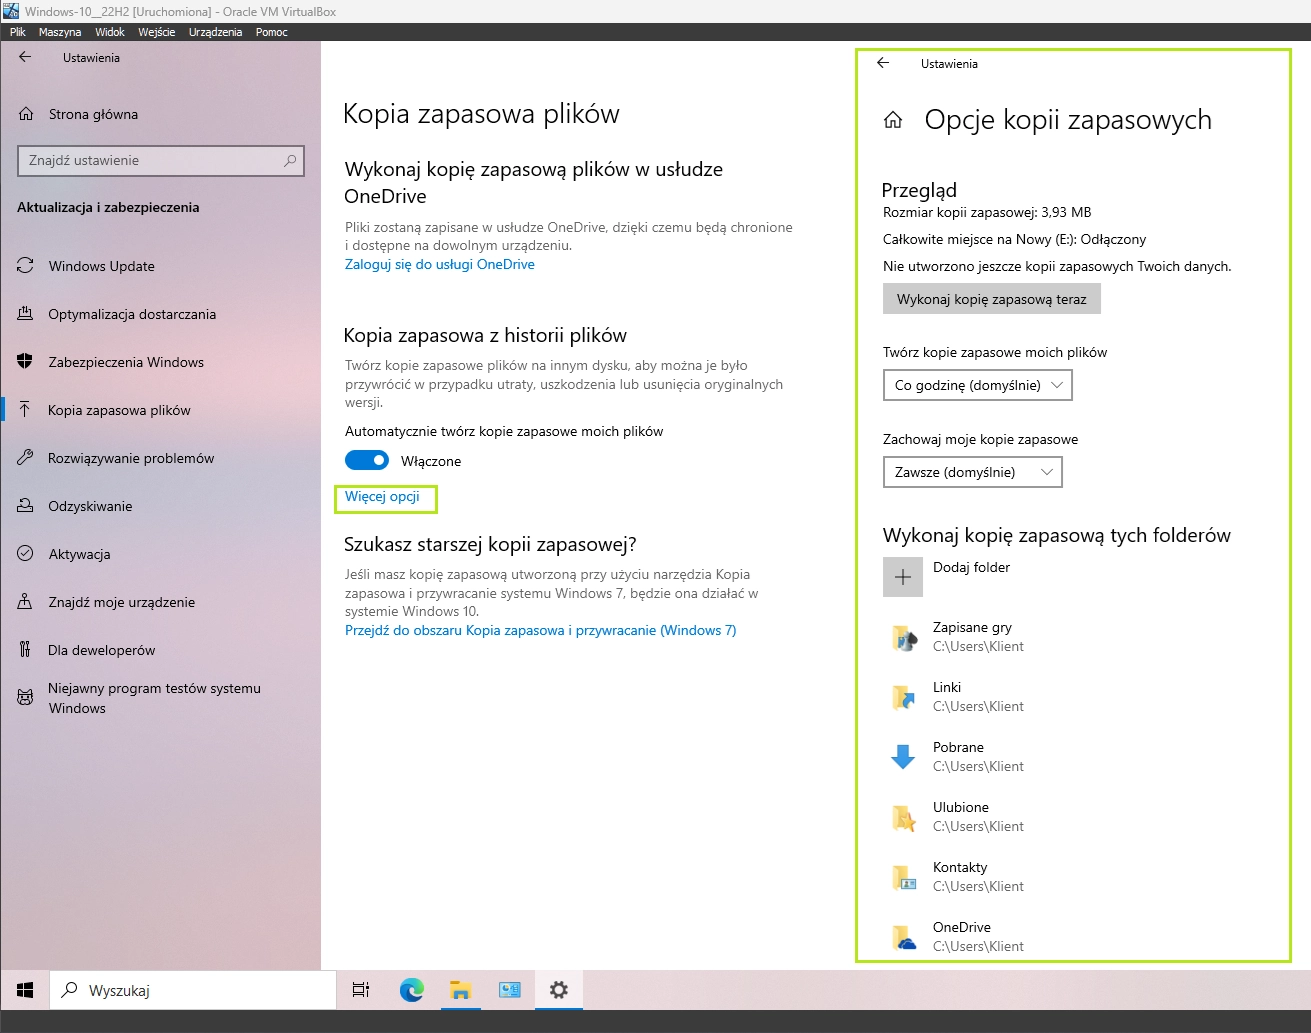 Windows-10__22H2 [Uruchomiona] - Oracle VM VirtualBox
Plik Maszyna Widok Wejście Urządzenia Pomoc
Ustawienia
Strona główna
Znajdź ustawienie
Aktualizacja i zabezpieczenia
Windows Update
Optymalizacja dostarczania
Zabezpieczenia Windows
Kopia zapasowa plików
Rozwiązywanie problemów
Odzyskiwanie
Aktywacja
Znajdź moje urządzenie
Dla deweloperów
Niejawny program testów systemu
Windows
Kopia zapasowa plików
Wykonaj kopię zapasową plików w usłudze
OneDrive
Pliki zostaną zapisane w usłudze OneDrive, dzięki czemu będą chronione
i dostępne na dowolnym urządzeniu.
Zaloguj się do usługi OneDrive
Kopia zapasowa z historii plików
Twórz kopie zapasowe plików na innym dysku, aby można je było
przywrócić w przypadku utraty, uszkodzenia lub usunięcia oryginalnych
wersji.
Automatycznie twórz kopie zapasowe moich plików
Włączone
Więcej opcji
Szukasz starszej kopii zapasowej?
Jeśli masz kopię zapasową utworzoną przy użyciu narzędzia Kopia
zapasowa i przywracanie systemu Windows 7, będzie ona działać w
systemie Windows 10.
Przejdź do obszaru Kopia zapasowa i przywracanie (Windows 7)
Ustawienia
Opcje kopii zapasowych
Przegląd
Rozmiar kopii zapasowej: 3,93 MB
Całkowite miejsce na Nowy (E:): Odłączony
Nie utworzono jeszcze kopii zapasowych Twoich danych.
Wykonaj kopię zapasową teraz
Twórz kopie zapasowe moich plików
Co godzinę (domyślnie)
Zachowaj moje kopie zapasowe
Zawsze (domyślnie)
Wykonaj kopię zapasową tych folderów
Dodaj folder
Zapisane gry
C:\Users\Klient
Linki
C:\Users\Klient
Pobrane
C:\Users\Klient
Ulubione
C:\Users\Klient
Kontakty
C:\Users\Klient
OneDrive
C:\Users\Klient
Wyszukaj